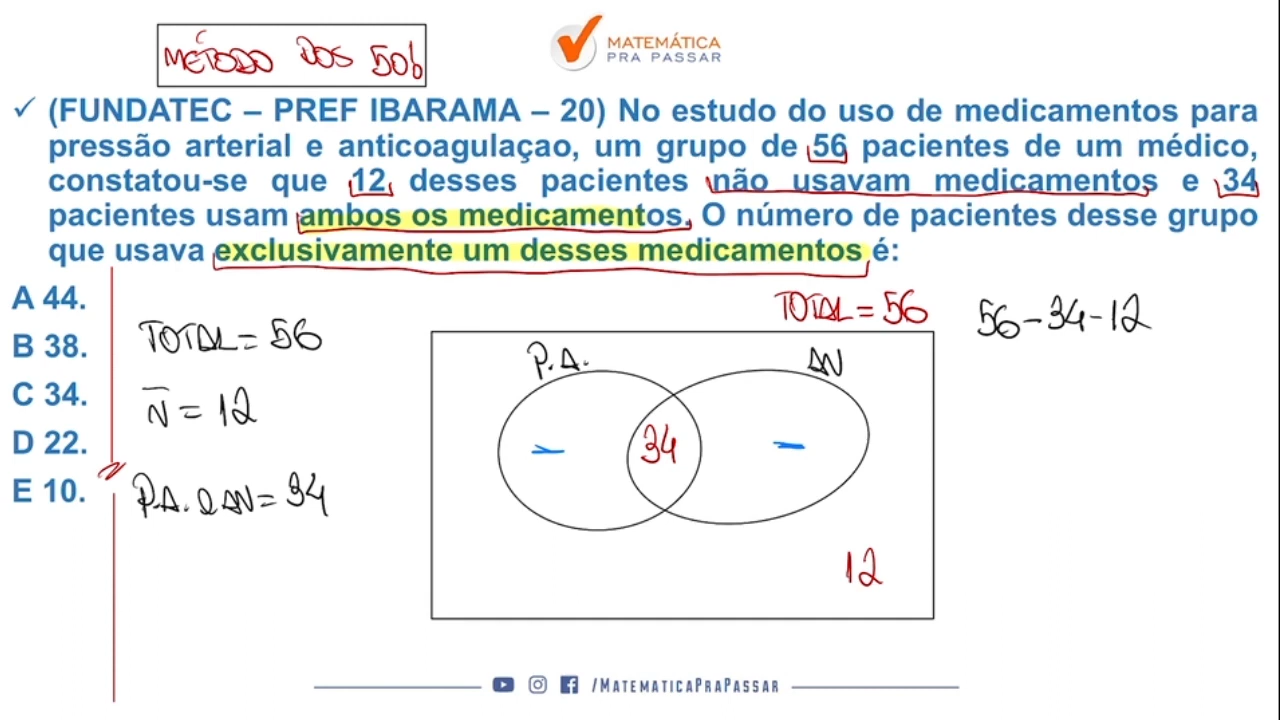 MÉTODO DOS 50%
MATEMÁTICA
PRA PASSAR
✓ (FUNDATEC – PREF IBARAMA – 20) No estudo do uso de medicamentos para
pressão arterial e anticoagulaçao, um grupo de 56 pacientes de um médico,
constatou-se que 12 desses pacientes não usavam medicamentos e 34
pacientes usam ambos os medicamentos. O número de pacientes desse grupo
que usava exclusivamente um desses medicamentos é:
A 44.
B 38.
C 34.
D 22.
E 10.
TOTAL = 56
N̅ = 12
P.A. e AN = 34
TOTAL = 56
56 - 34 - 12
P.A.
AN
34
12
/MatematicaPraPassar